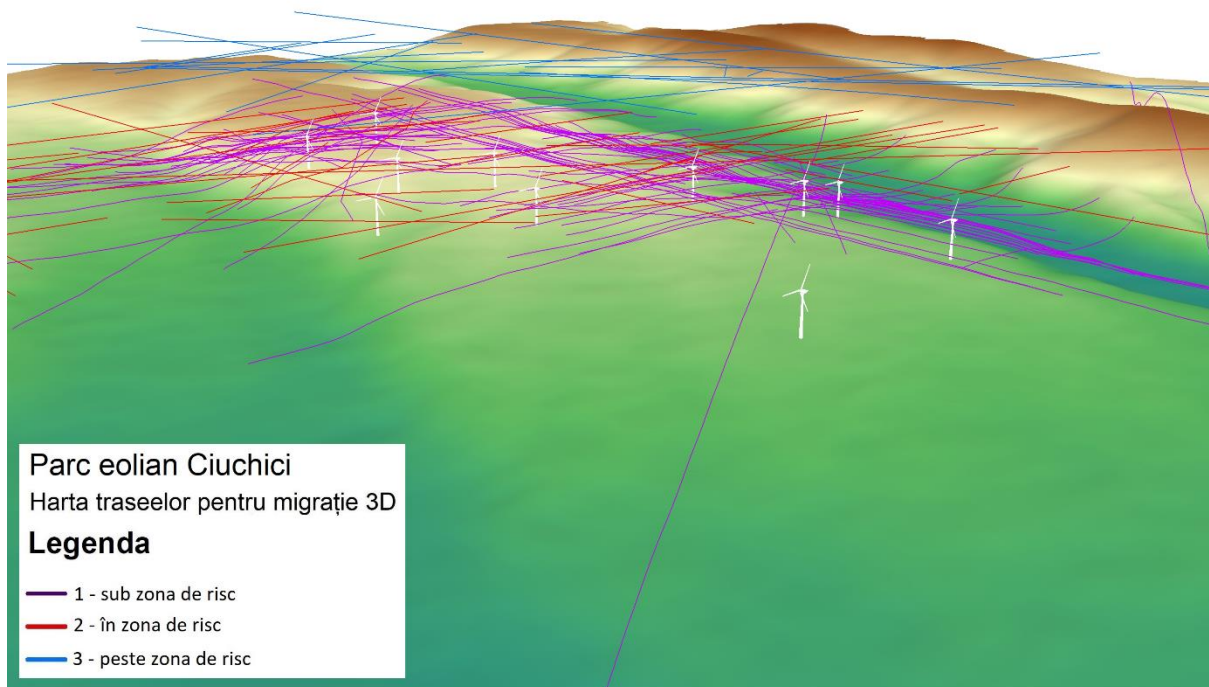 Parc eolian Ciuchici
Harta traseelor pentru migrație 3D
Legenda
1 - sub zona de risc
2 - în zona de risc
3 - peste zona de risc